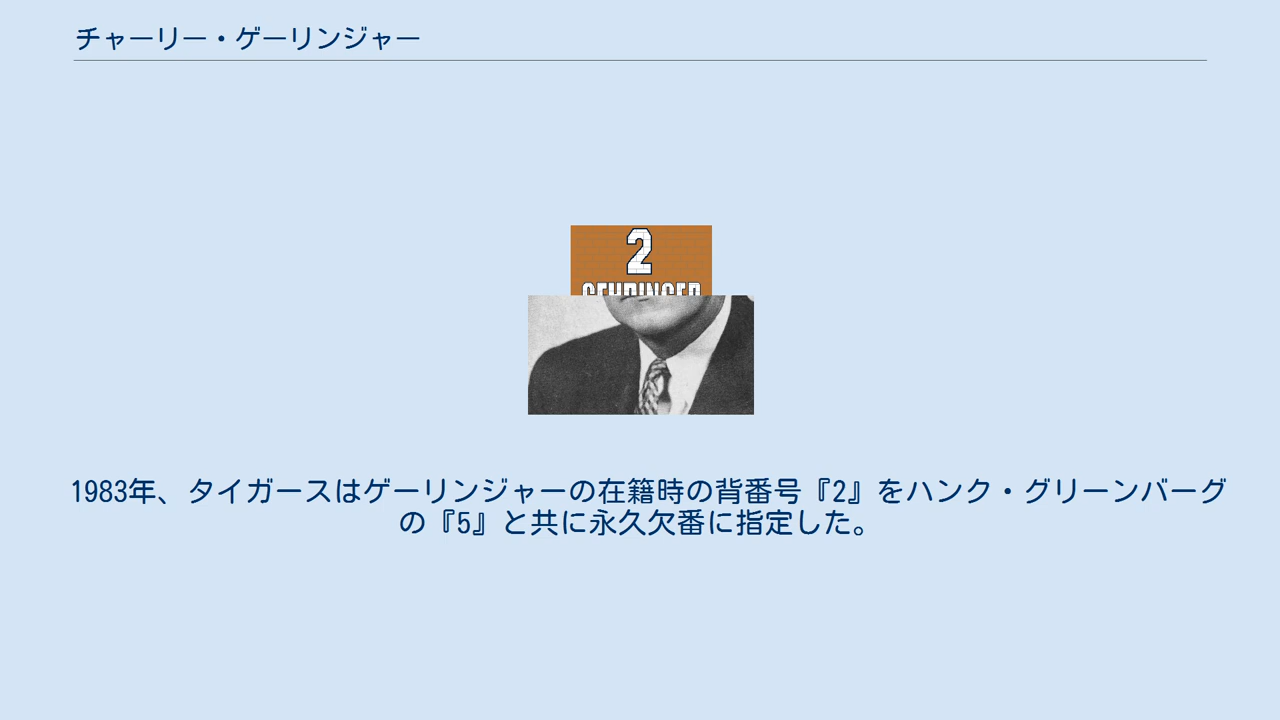 チャーリー・ゲーリンジャー
2
GEHRINGER
1983年、タイガースはゲーリンジャーの在籍時の背番号『2』をハンク・グリーンバーグ
の『5』と共に永久欠番に指定した。